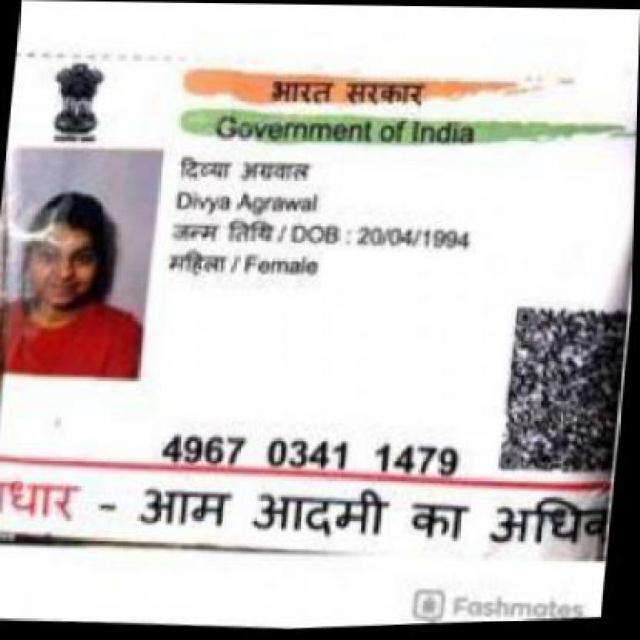 भारत सरकार
Government of India
दिव्या अग्रवाल
Divya Agrawal
जन्म तिथि / DOB : 20/04/1994
महिला / Female
4967 0341 1479
ाधार - आम आदमी का अधिक
Fashmates